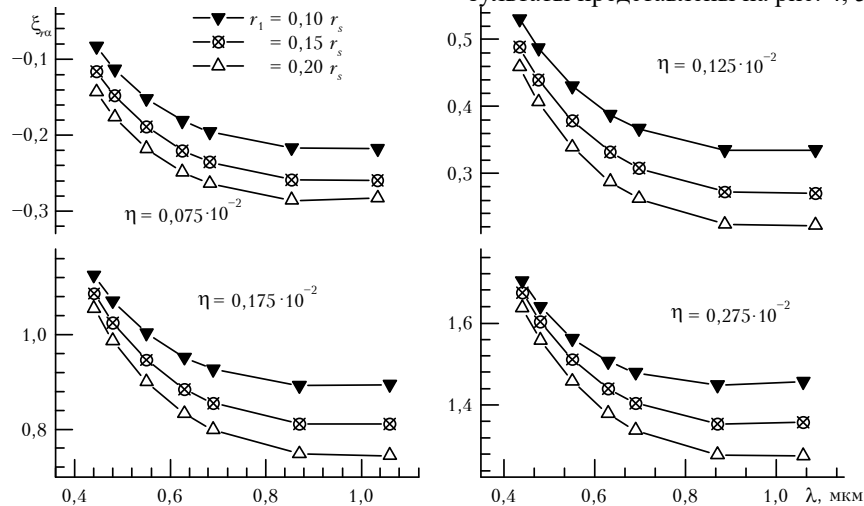 ξγα
r₁ = 0,10 rₛ
= 0,15 rₛ
= 0,20 rₛ
−0,1
−0,2
−0,3
η = 0,075·10⁻²
0,5
0,4
0,3
η = 0,125·10⁻²
1,0
0,8
η = 0,175·10⁻²
0,4 0,6 0,8 1,0
1,6
1,4
η = 0,275·10⁻²
0,4 0,6 0,8 1,0 λ, мкм